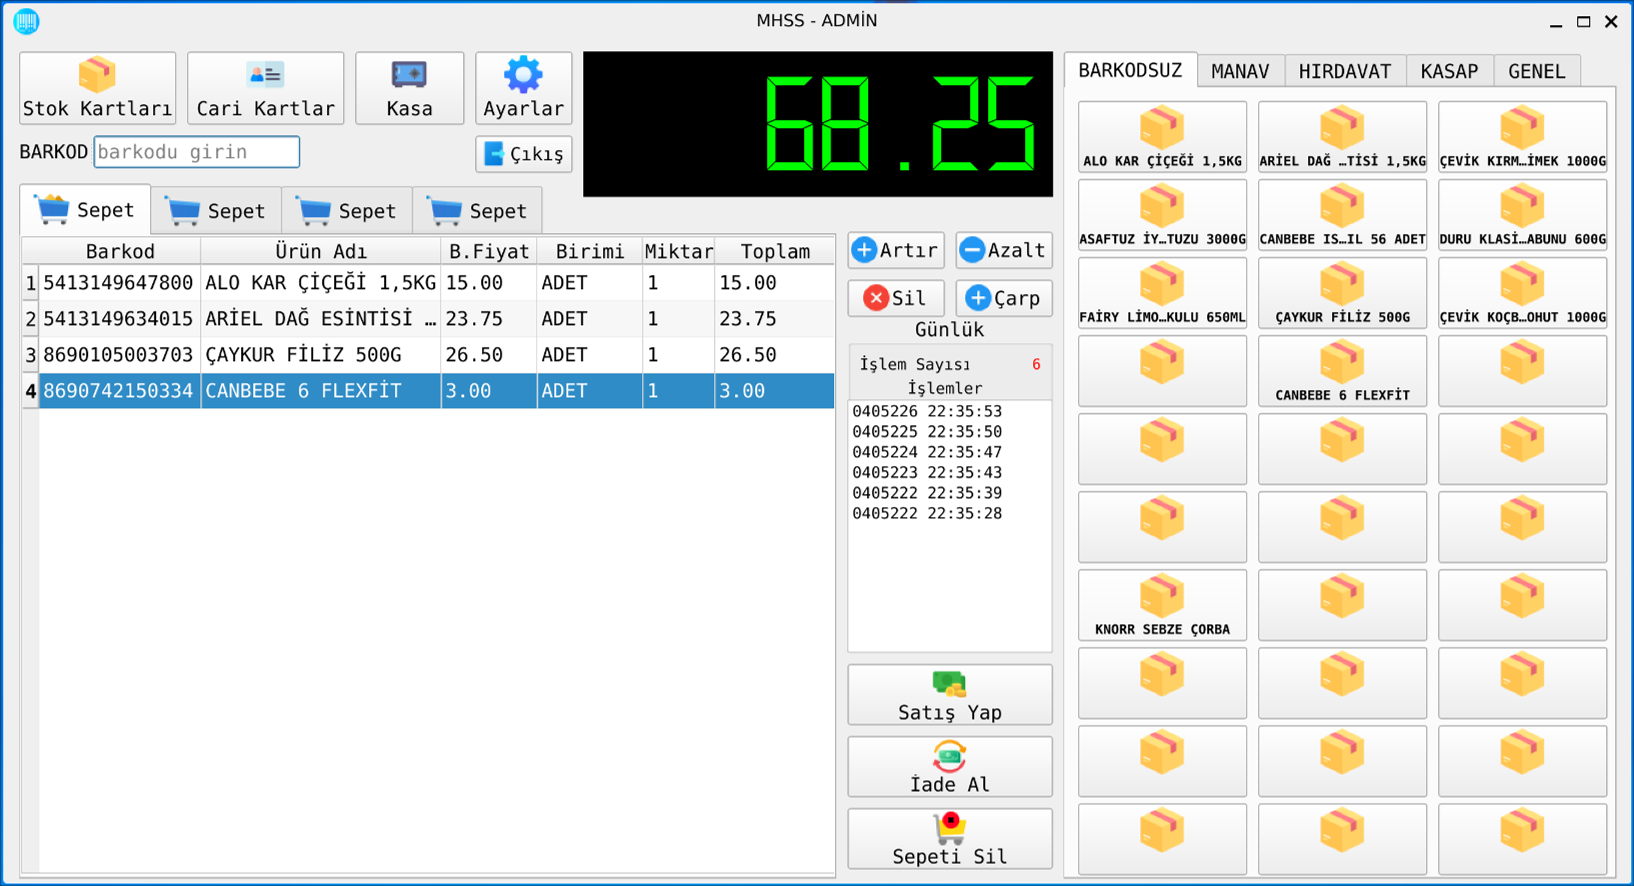 MHSS - ADMİN
Stok Kartları
Cari Kartlar
Kasa
Ayarlar
BARKOD
barkodu girin
Çıkış
68.25
Sepet
Sepet
Sepet
Sepet
Barkod Ürün Adı B.Fiyat Birimi Miktar Toplam
1 5413149647800 ALO KAR ÇİÇEĞİ 1,5KG 15.00 ADET 1 15.00
2 5413149634015 ARİEL DAĞ ESİNTİSİ … 23.75 ADET 1 23.75
3 8690105003703 ÇAYKUR FİLİZ 500G 26.50 ADET 1 26.50
4 8690742150334 CANBEBE 6 FLEXFİT 3.00 ADET 1 3.00
Artır
Azalt
Sil
Çarp
Günlük
İşlem Sayısı 6
İşlemler
0405226 22:35:53
0405225 22:35:50
0405224 22:35:47
0405223 22:35:43
0405222 22:35:39
0405222 22:35:28
Satış Yap
İade Al
Sepeti Sil
BARKODSUZ
MANAV
HIRDAVAT
KASAP
GENEL
ALO KAR ÇİÇEĞİ 1,5KG
ARİEL DAĞ …TİSİ 1,5KG
ÇEVİK KIRM…İMEK 1000G
ASAFTUZ İY…TUZU 3000G
CANBEBE IS…IL 56 ADET
DURU KLASİ…ABUNU 600G
FAİRY LİMO…KULU 650ML
ÇAYKUR FİLİZ 500G
ÇEVİK KOÇB…OHUT 1000G
CANBEBE 6 FLEXFİT
KNORR SEBZE ÇORBA